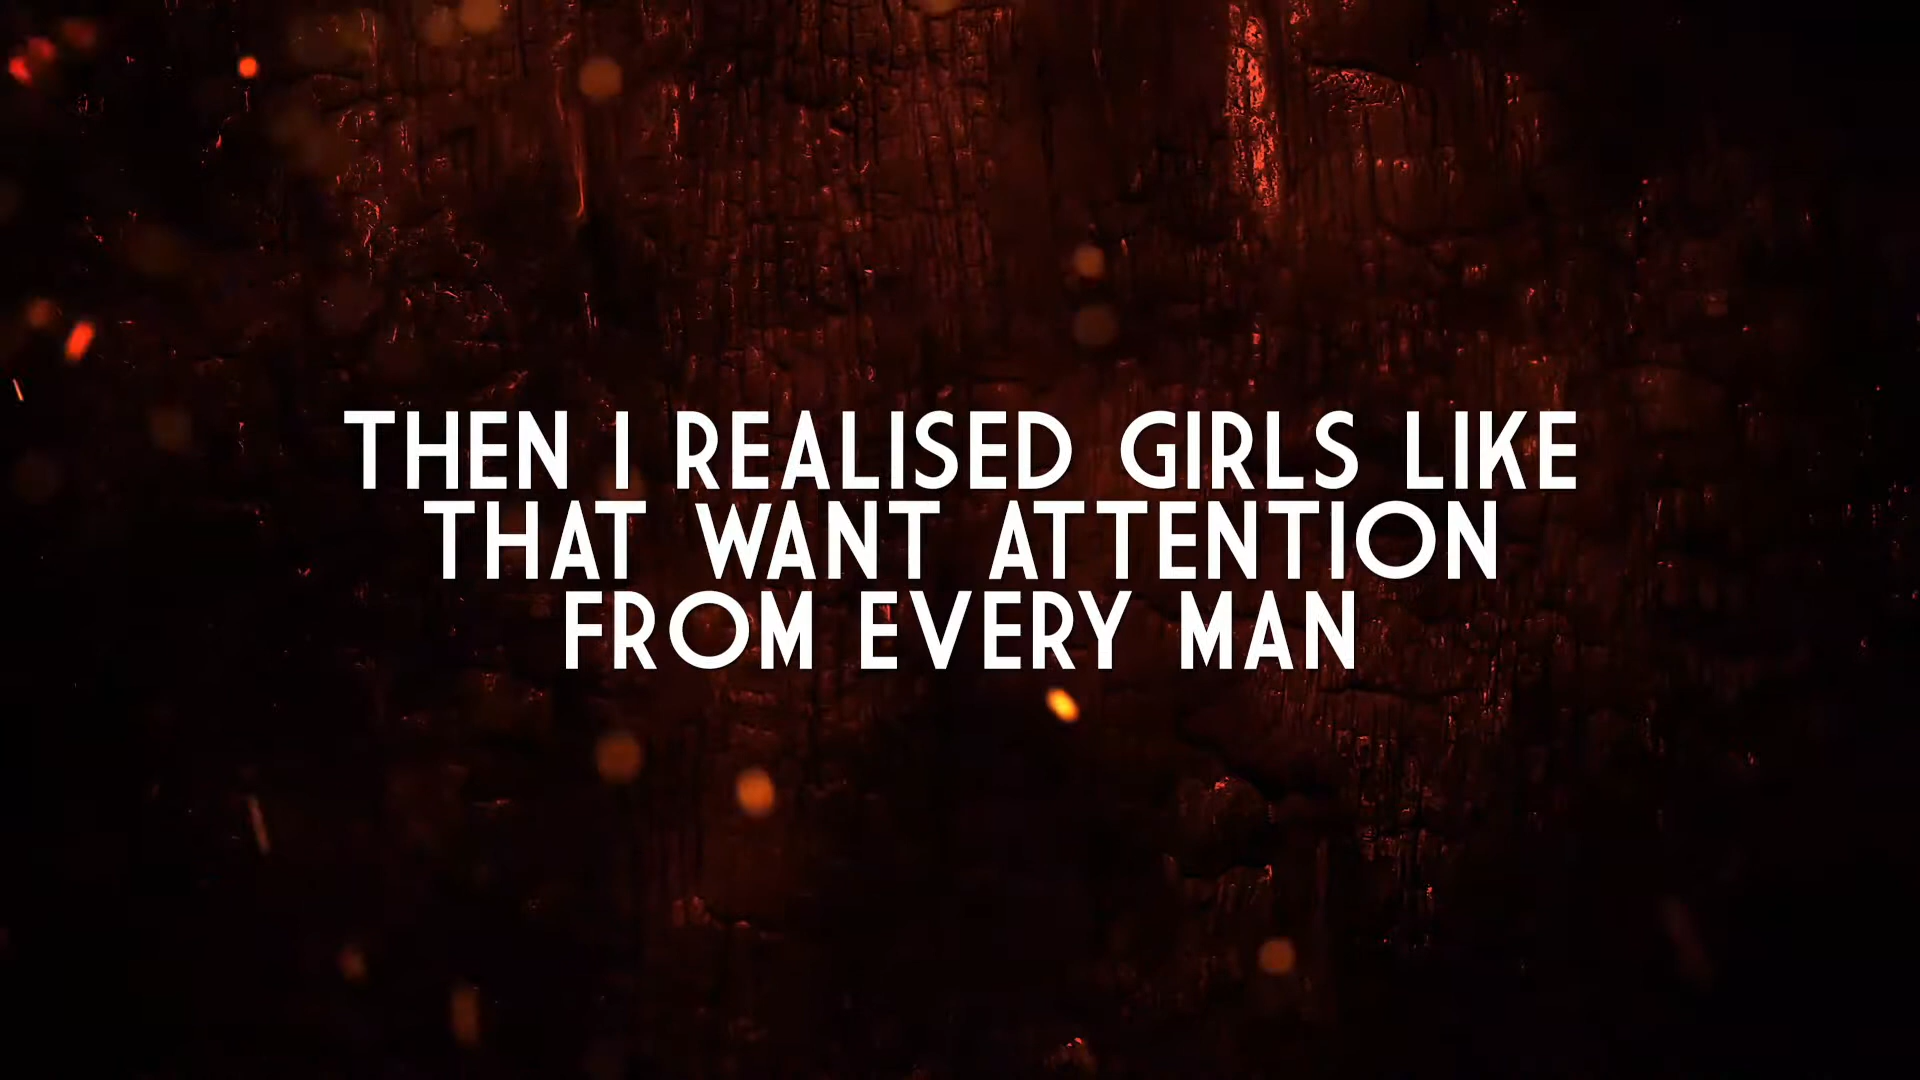 THEN I REALISED GIRLS LIKE
THAT WANT ATTENTION
FROM EVERY MAN